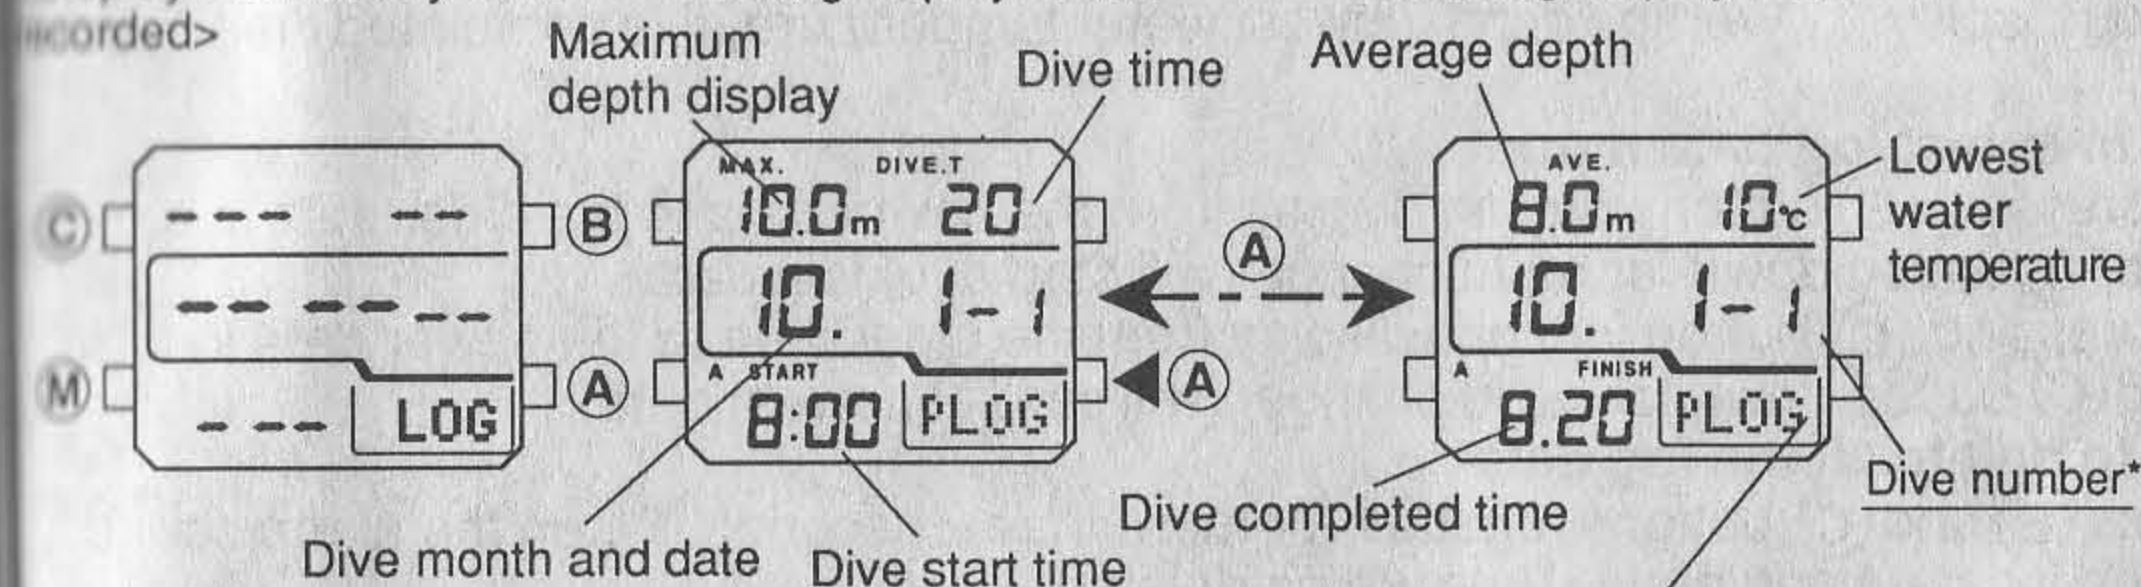 Maximum
depth display
Dive time
Average depth
Lowest
water
temperature
C
B
M
A
--- --
-- -- --
- -- LOG
MAX. DIVE.T
10.0m 20
10. 1-1
A START
8:00 PLOG
A
A
AVE.
8.0m 10°C
10. 1-1
A FINISH
8.20 PLOG
Dive number*
Dive completed time
Dive month and date
Dive start time